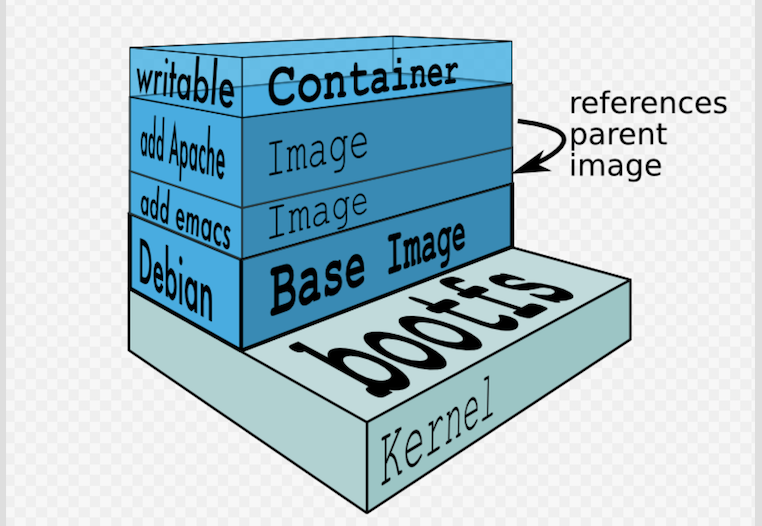 writable Container
add Apache Image
add emacs Image
Debian Base Image
references
parent
image
bootfs
Kernel